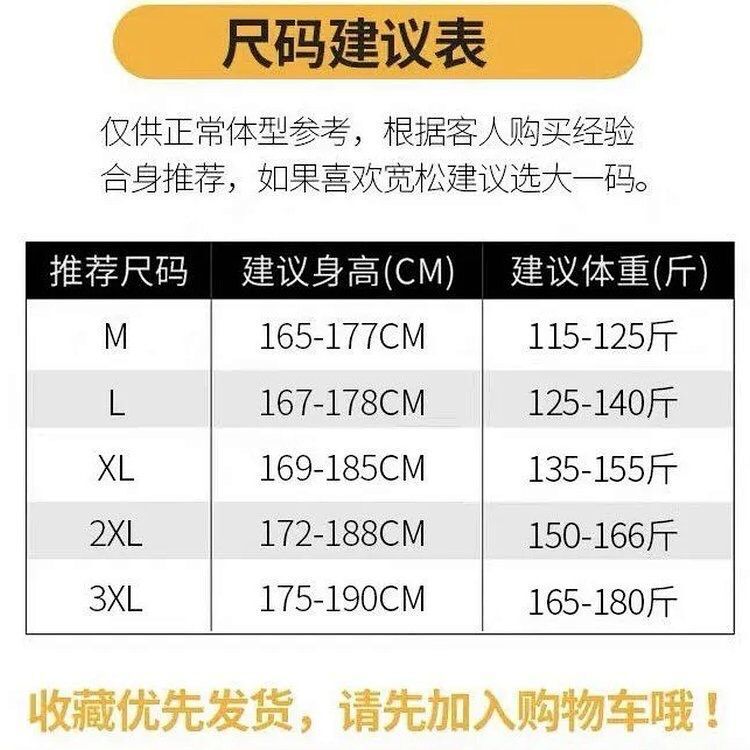 尺码建议表
仅供正常体型参考，根据客人购买经验
合身推荐，如果喜欢宽松建议选大一码。
推荐尺码 建议身高(CM) 建议体重(斤)
M 165-177CM 115-125斤
L 167-178CM 125-140斤
XL 169-185CM 135-155斤
2XL 172-188CM 150-166斤
3XL 175-190CM 165-180斤
收藏优先发货，请先加入购物车哦！